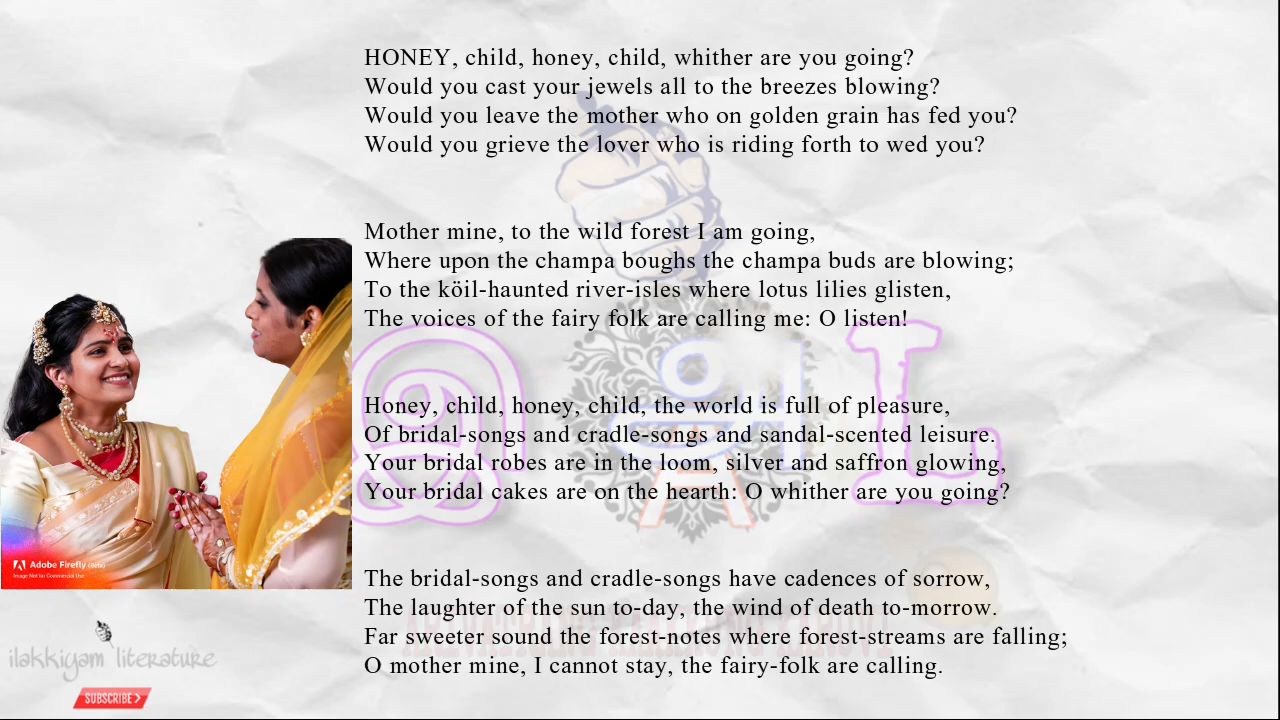 HONEY, child, honey, child, whither are you going?
Would you cast your jewels all to the breezes blowing?
Would you leave the mother who on golden grain has fed you?
Would you grieve the lover who is riding forth to wed you?
Mother mine, to the wild forest I am going,
Where upon the champa boughs the champa buds are blowing;
To the köil-haunted river-isles where lotus lilies glisten,
The voices of the fairy folk are calling me: O listen!
Honey, child, honey, child, the world is full of pleasure,
Of bridal-songs and cradle-songs and sandal-scented leisure.
Your bridal robes are in the loom, silver and saffron glowing,
Your bridal cakes are on the hearth: O whither are you going?
The bridal-songs and cradle-songs have cadences of sorrow,
The laughter of the sun to-day, the wind of death to-morrow.
Far sweeter sound the forest-notes where forest-streams are falling;
O mother mine, I cannot stay, the fairy-folk are calling.
Adobe Firefly (Beta)
Image Not for Commercial Use
ilakkiyam literature
SUBSCRIBE >